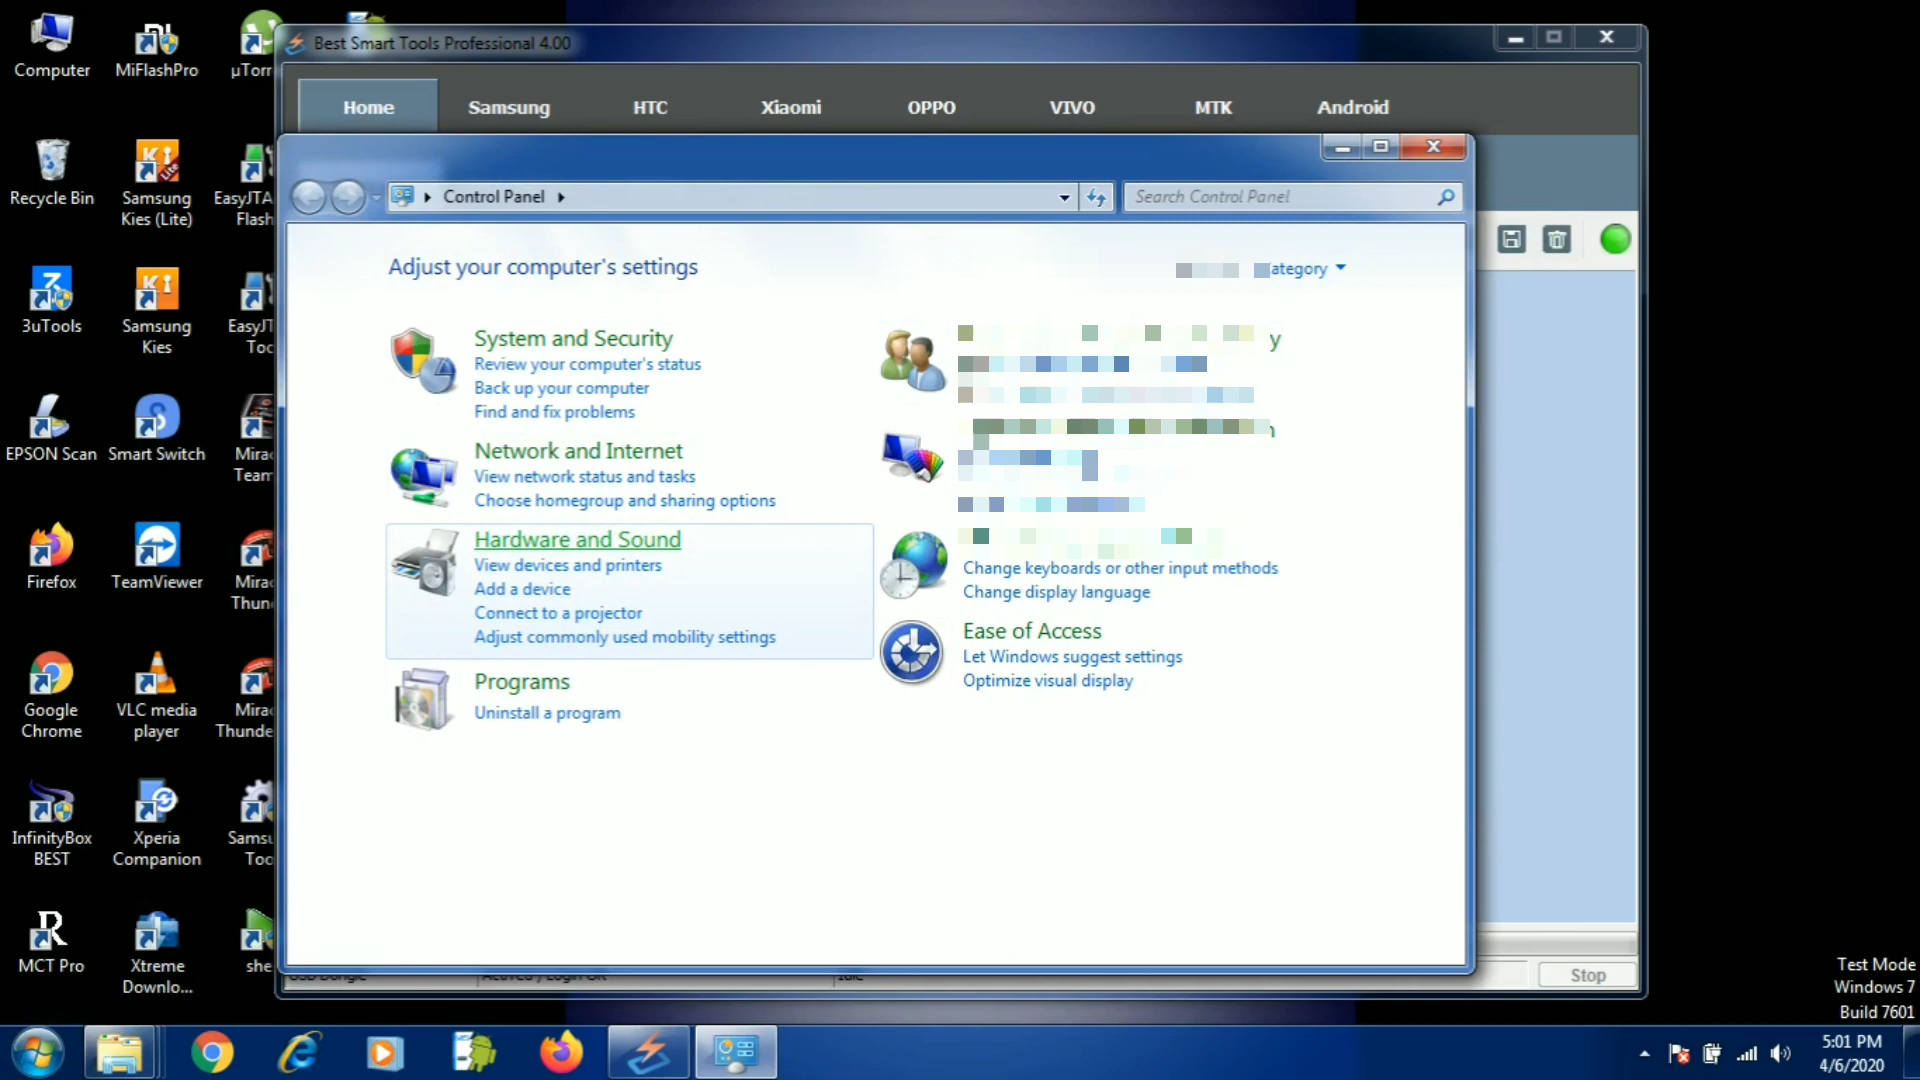 Computer
MiFlashPro
µTorr
Recycle Bin
Samsung
Kies (Lite)
EasyJTA
Flash
3uTools
Samsung
Kies
EasyJT
Too
EPSON Scan
Smart Switch
Mirac
Team
Firefox
TeamViewer
Mirac
Thund
Google
Chrome
VLC media
player
Mirac
Thunde
InfinityBox
BEST
Xperia
Companion
Samsu
Too
MCT Pro
Xtreme
Downlo...
she
Best Smart Tools Professional 4.00
Home Samsung HTC Xiaomi OPPO VIVO MTK Android
Control Panel
Search Control Panel
Adjust your computer's settings
ategory
System and Security
Review your computer's status
Back up your computer
Find and fix problems
Network and Internet
View network status and tasks
Choose homegroup and sharing options
Hardware and Sound
View devices and printers
Add a device
Connect to a projector
Adjust commonly used mobility settings
Programs
Uninstall a program
y
Change keyboards or other input methods
Change display language
Ease of Access
Let Windows suggest settings
Optimize visual display
Stop
Test Mode
Windows 7
Build 7601
5:01 PM
4/6/2020